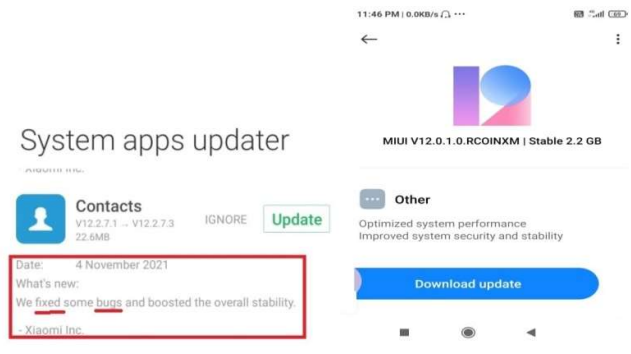 System apps updater
Xiaomi Inc.
Contacts
V12.2.7.1 → V12.2.7.3
22.6MB
IGNORE
Update
Date: 4 November 2021
What's new:
We fixed some bugs and boosted the overall stability.
- Xiaomi Inc.
11:46 PM | 0.0KB/s
MIUI V12.0.1.0.RCOINXM | Stable 2.2 GB
Other
Optimized system performance
Improved system security and stability
Download update